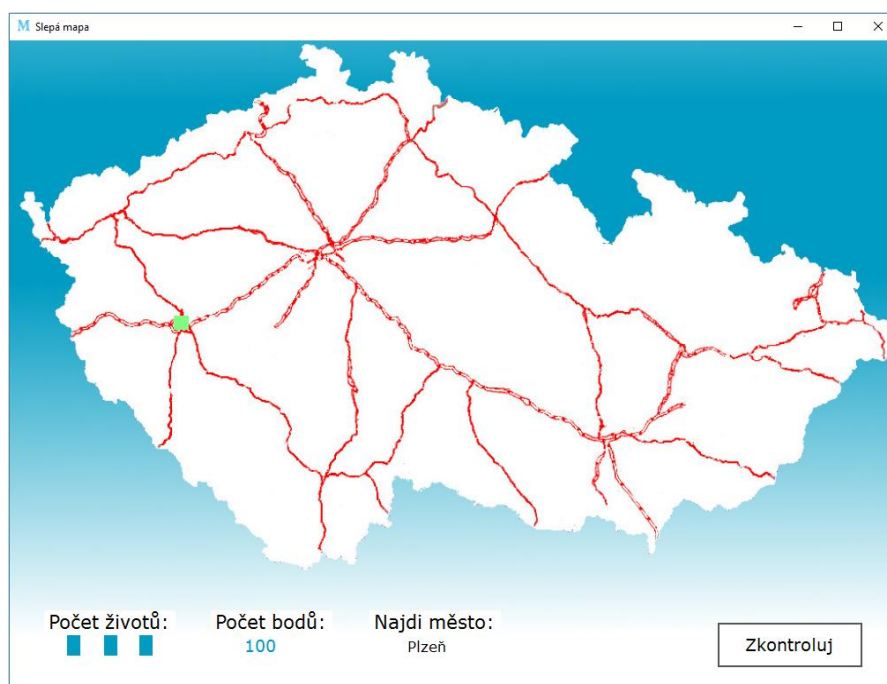 M Slepá mapa
Počet životů:
Počet bodů:
Najdi město:
100
Plzeň
Zkontroluj